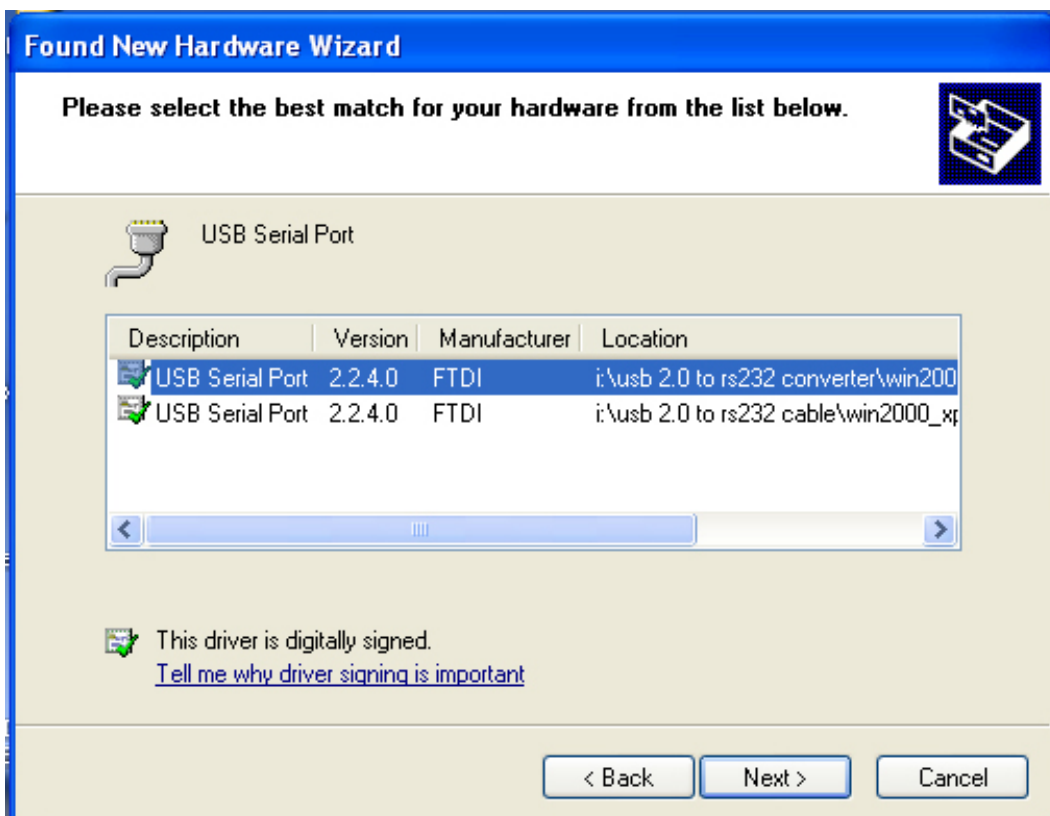 Found New Hardware Wizard
Please select the best match for your hardware from the list below.
USB Serial Port
Description Version Manufacturer Location
USB Serial Port 2.2.4.0 FTDI i:\usb 2.0 to rs232 converter\win200
USB Serial Port 2.2.4.0 FTDI i:\usb 2.0 to rs232 cable\win2000_xp
This driver is digitally signed.
Tell me why driver signing is important
< Back Next > Cancel